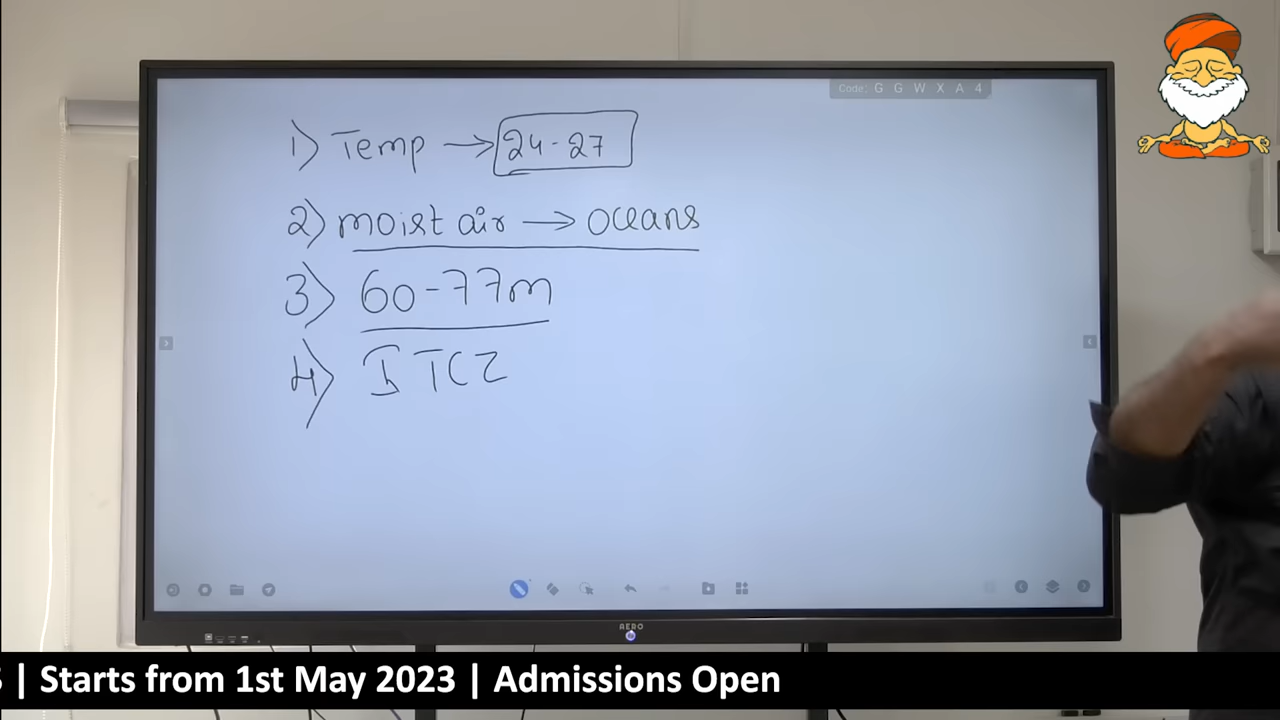 Code: G G W X A 4
1) Temp → 24-27
2) moist air → oceans
3) 60-77m
4) ITCZ
AERO
| Starts from 1st May 2023 | Admissions Open